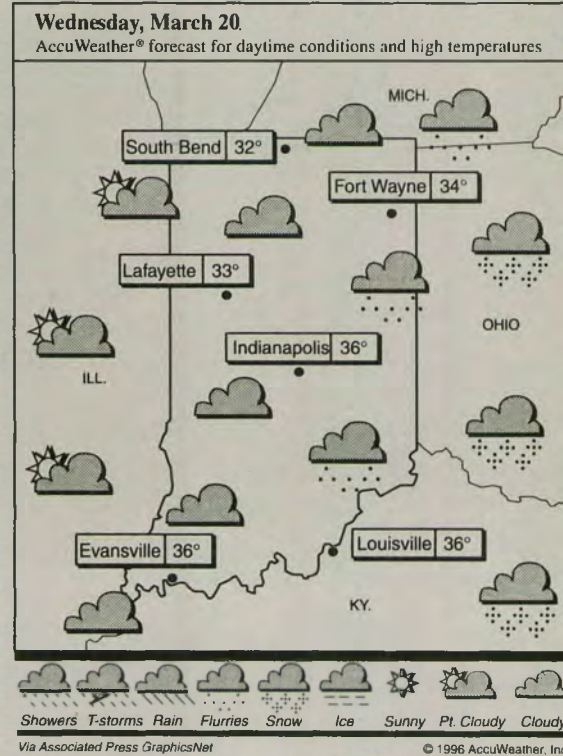 Wednesday, March 20.
AccuWeather® forecast for daytime conditions and high temperatures
MICH.
South Bend 32°
Fort Wayne 34°
Lafayette 33°
OHIO
Indianapolis 36°
ILL.
Evansville 36°
Louisville 36°
KY.
Showers T-storms Rain Flurries Snow Ice Sunny Pt. Cloudy Cloudy
Via Associated Press GraphicsNet
© 1996 AccuWeather, Inc